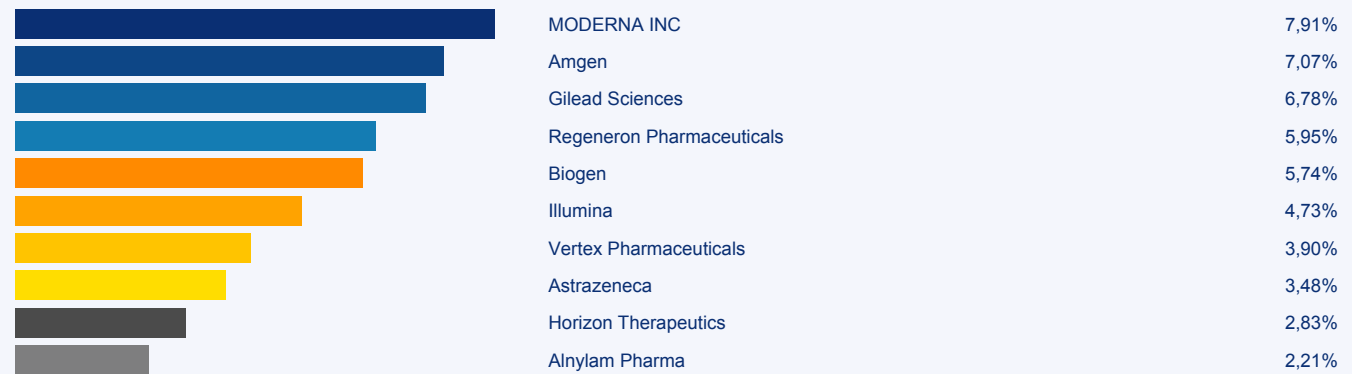 MODERNA INC 7,91%
Amgen 7,07%
Gilead Sciences 6,78%
Regeneron Pharmaceuticals 5,95%
Biogen 5,74%
Illumina 4,73%
Vertex Pharmaceuticals 3,90%
Astrazeneca 3,48%
Horizon Therapeutics 2,83%
Alnylam Pharma 2,21%